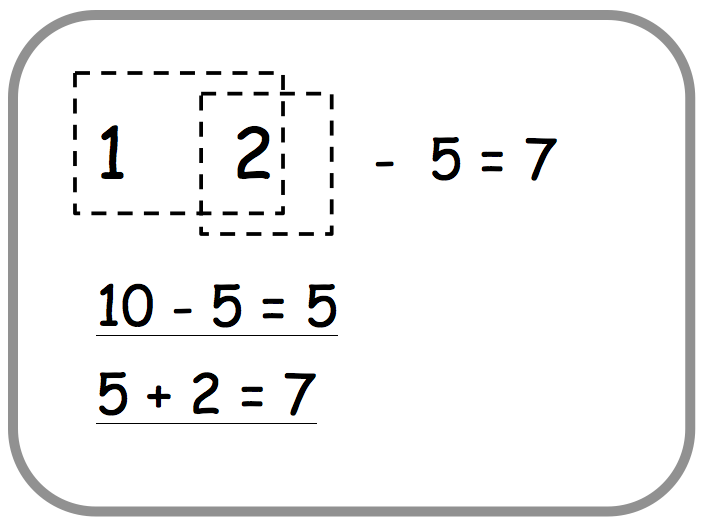 1 2 - 5 = 7
10 - 5 = 5
5 + 2 = 7